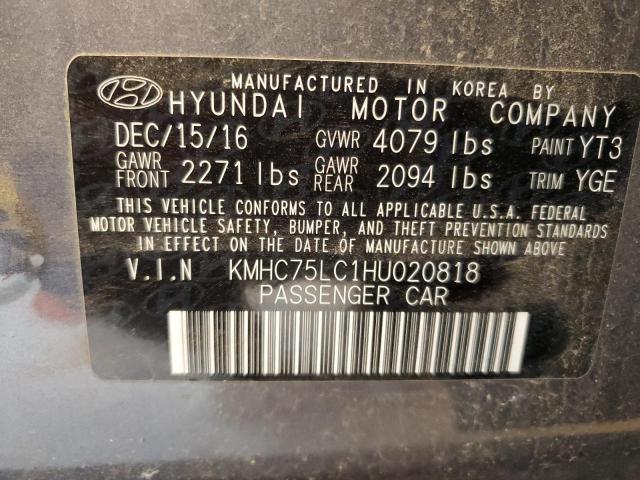 MANUFACTURED IN KOREA BY
HYUNDAI MOTOR COMPANY
DEC/15/16 GVWR 4079 lbs PAINT YT3
GAWR FRONT 2271 lbs GAWR REAR 2094 lbs TRIM YGE
THIS VEHICLE CONFORMS TO ALL APPLICABLE U.S.A. FEDERAL
MOTOR VEHICLE SAFETY, BUMPER, AND THEFT PREVENTION STANDARDS
IN EFFECT ON THE DATE OF MANUFACTURE SHOWN ABOVE
V.I.N KMHC75LC1HU020818
PASSENGER CAR